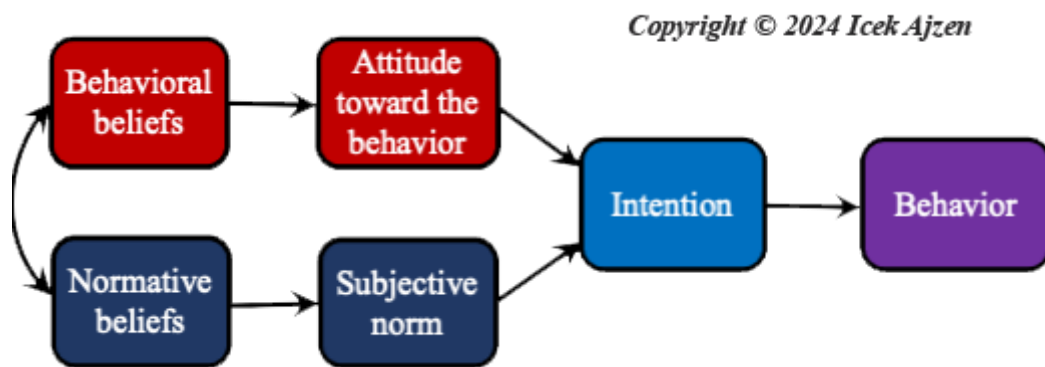 Copyright © 2024 Icek Ajzen
Behavioral
beliefs
Attitude
toward the
behavior
Normative
beliefs
Subjective
norm
Intention
Behavior